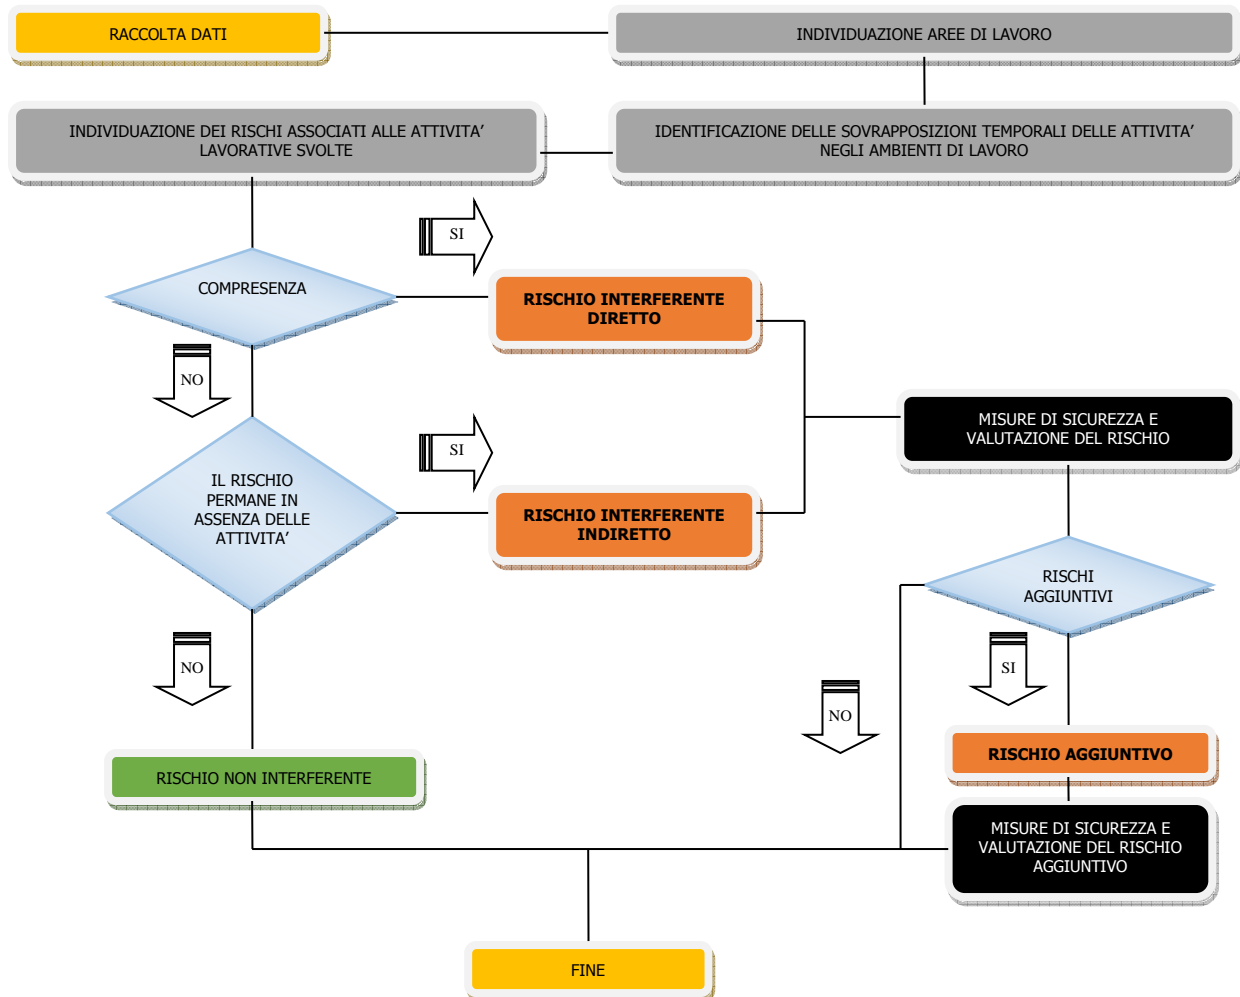 RACCOLTA DATI
INDIVIDUAZIONE AREE DI LAVORO
INDIVIDUAZIONE DEI RISCHI ASSOCIATI ALLE ATTIVITA’
LAVORATIVE SVOLTE
IDENTIFICAZIONE DELLE SOVRAPPOSIZIONI TEMPORALI DELLE ATTIVITA’
NEGLI AMBIENTI DI LAVORO
SI
COMPRESENZA
RISCHIO INTERFERENTE
DIRETTO
NO
MISURE DI SICUREZZA E
VALUTAZIONE DEL RISCHIO
SI
IL RISCHIO
PERMANE IN
ASSENZA DELLE
ATTIVITA’
RISCHIO INTERFERENTE
INDIRETTO
RISCHI
AGGIUNTIVI
NO
SI
NO
RISCHIO AGGIUNTIVO
RISCHIO NON INTERFERENTE
MISURE DI SICUREZZA E
VALUTAZIONE DEL RISCHIO
AGGIUNTIVO
FINE